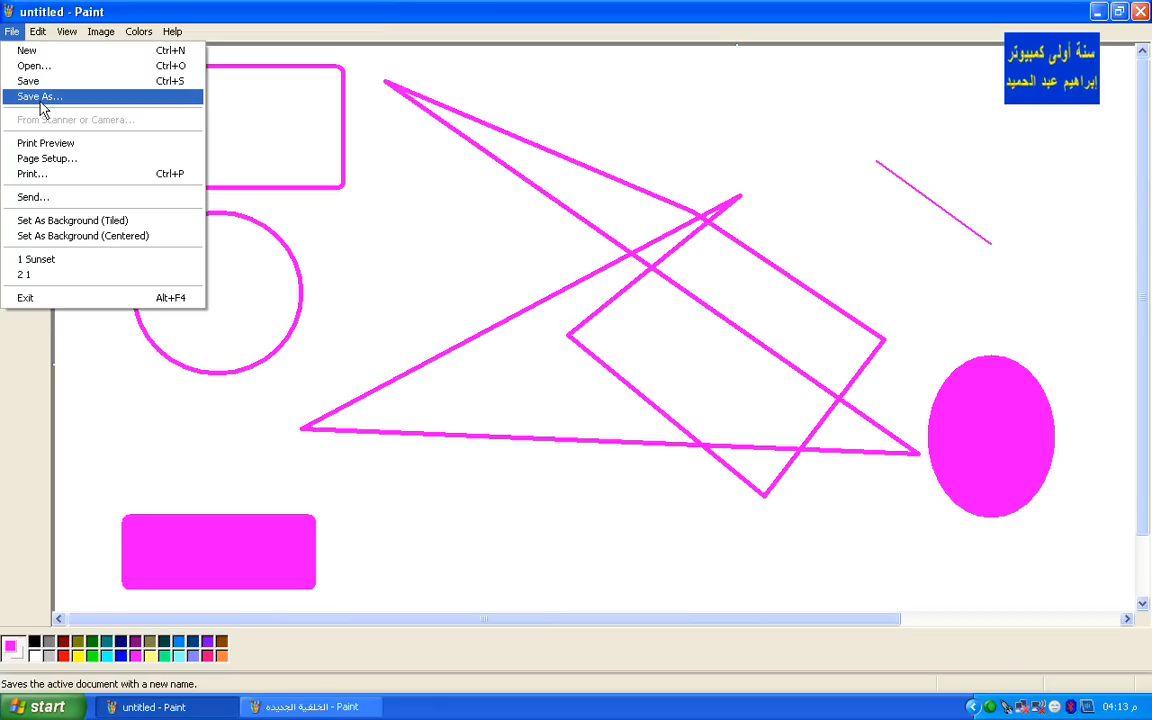 untitled - Paint
File Edit View Image Colors Help
سنة أولى كمبيوتر
إبراهيم عبد الحميد
New Ctrl+N
Open... Ctrl+O
Save Ctrl+S
Save As...
From Scanner or Camera...
Print Preview
Page Setup...
Print... Ctrl+P
Send...
Set As Background (Tiled)
Set As Background (Centered)
1 Sunset
2 1
Exit Alt+F4
Saves the active document with a new name.
start
untitled - Paint
الخلفية الجديده - Paint
04:13 م